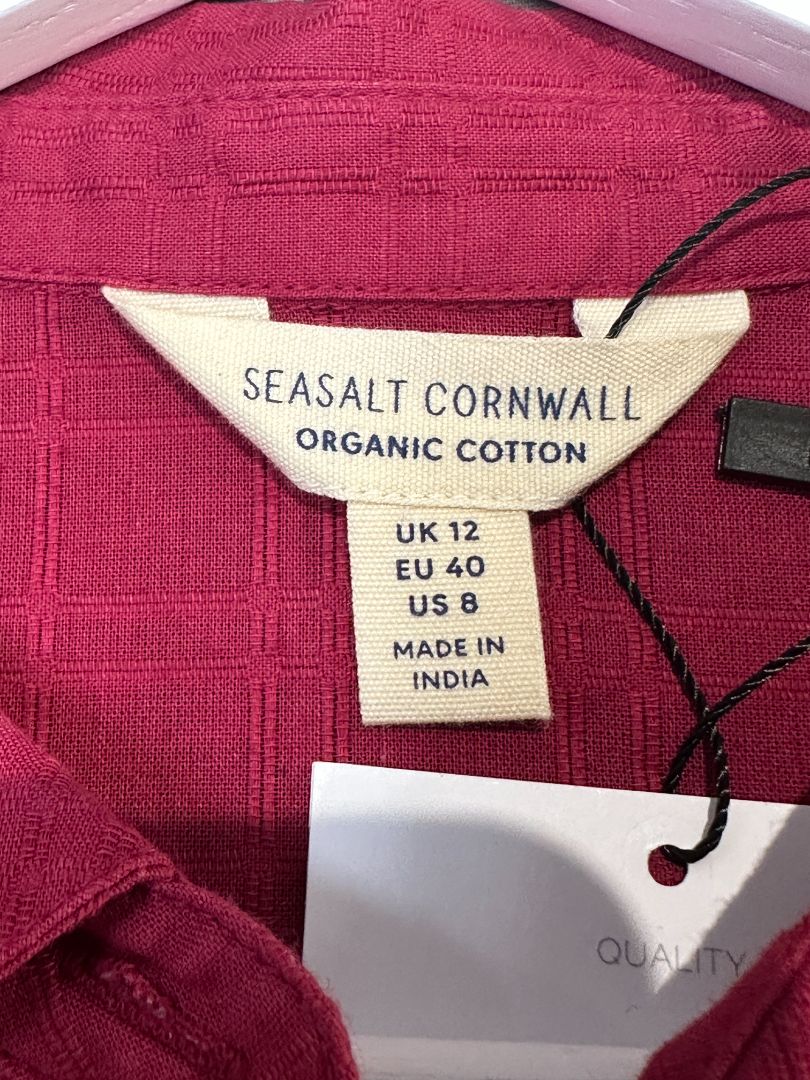 SEASALT CORNWALL
ORGANIC COTTON
UK 12
EU 40
US 8
MADE IN
INDIA
QUALITY